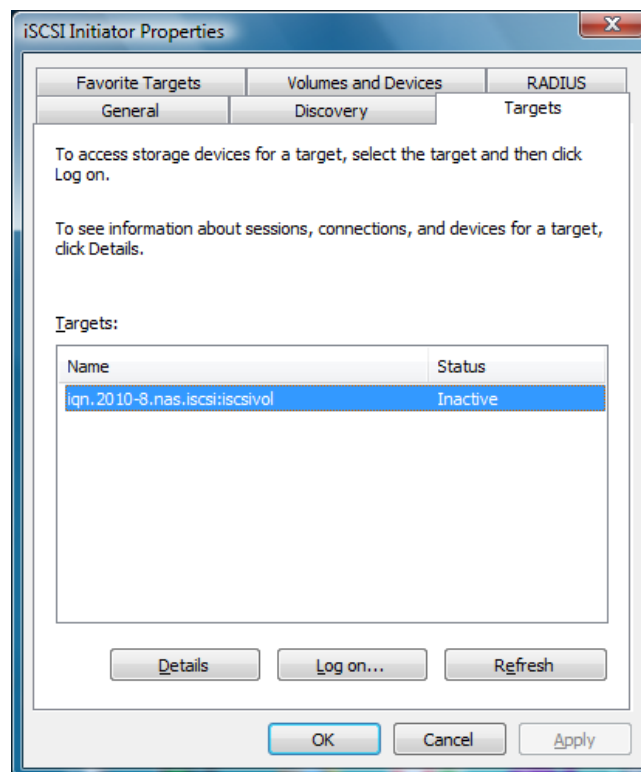 iSCSI Initiator Properties
Favorite Targets
Volumes and Devices
RADIUS
General
Discovery
Targets
To access storage devices for a target, select the target and then click
Log on.
To see information about sessions, connections, and devices for a target,
click Details.
Targets:
Name
Status
iqn.2010-8.nas.iscsi:iscsivol
Inactive
Details
Log on...
Refresh
OK
Cancel
Apply